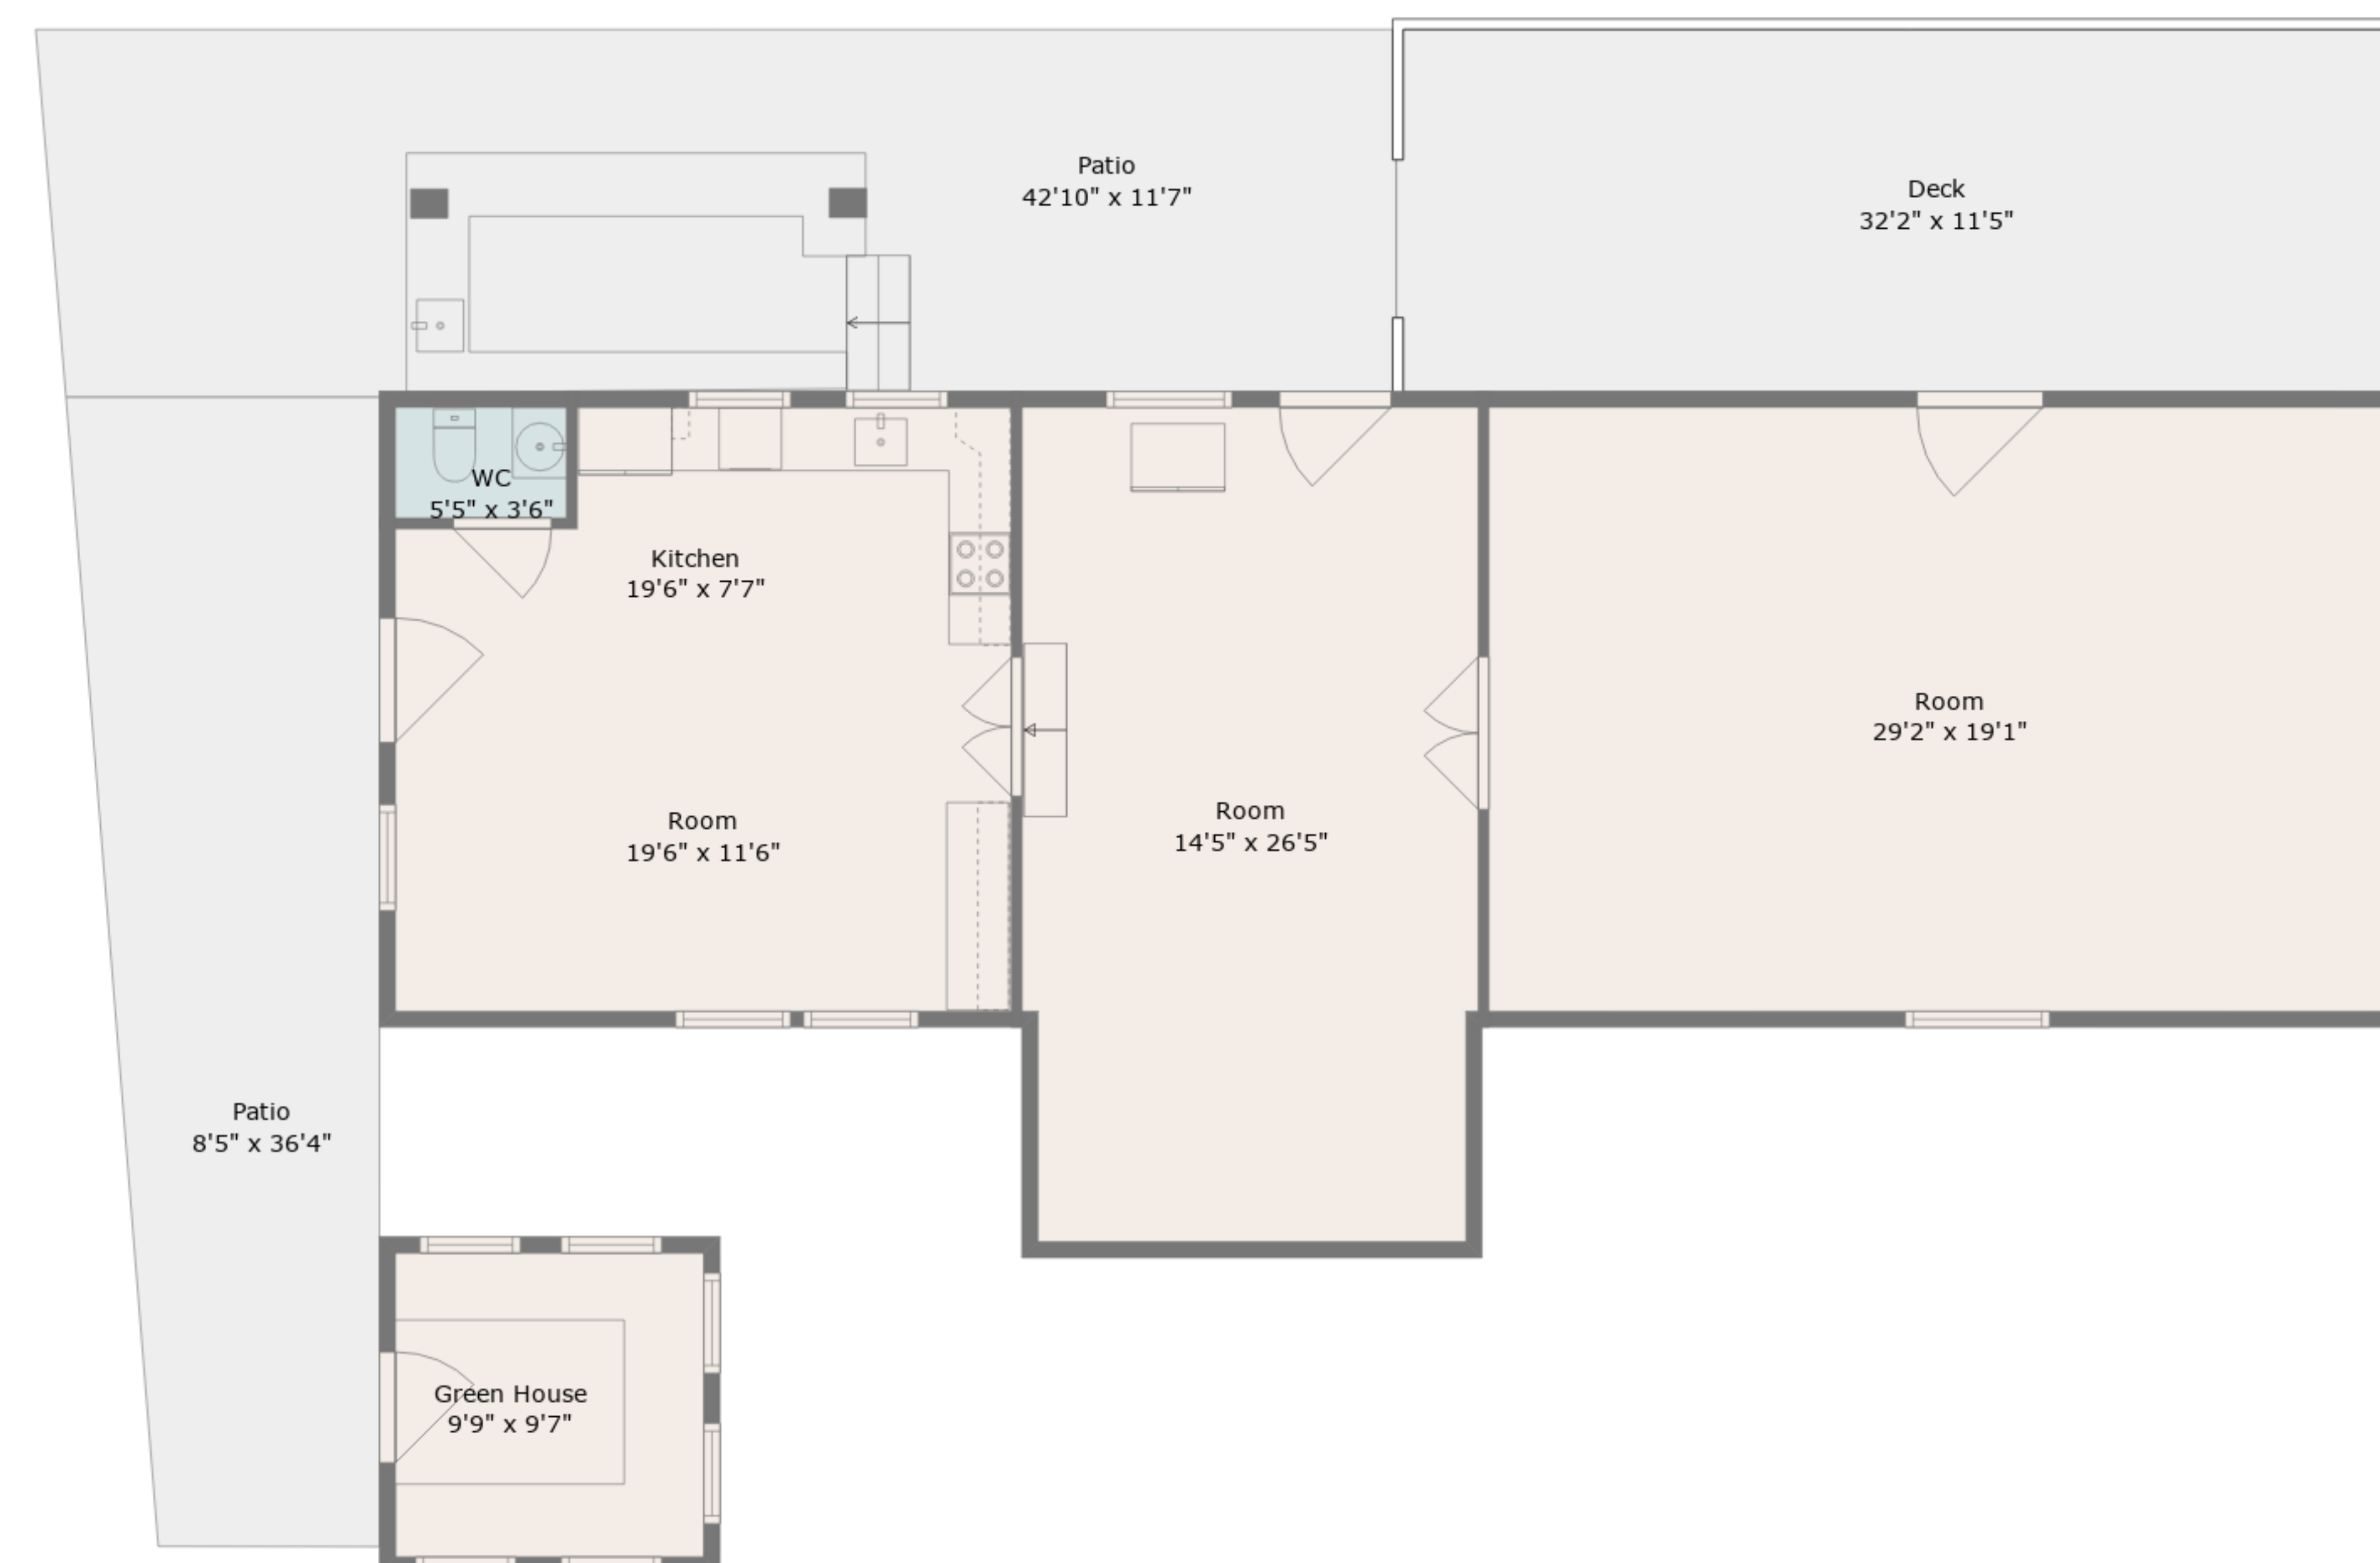 Patio
42'10" x 11'7"
Deck
32'2" x 11'5"
WC
5'5" x 3'6"
Kitchen
19'6" x 7'7"
Room
29'2" x 19'1"
Room
19'6" x 11'6"
Room
14'5" x 26'5"
Patio
8'5" x 36'4"
Green House
9'9" x 9'7"